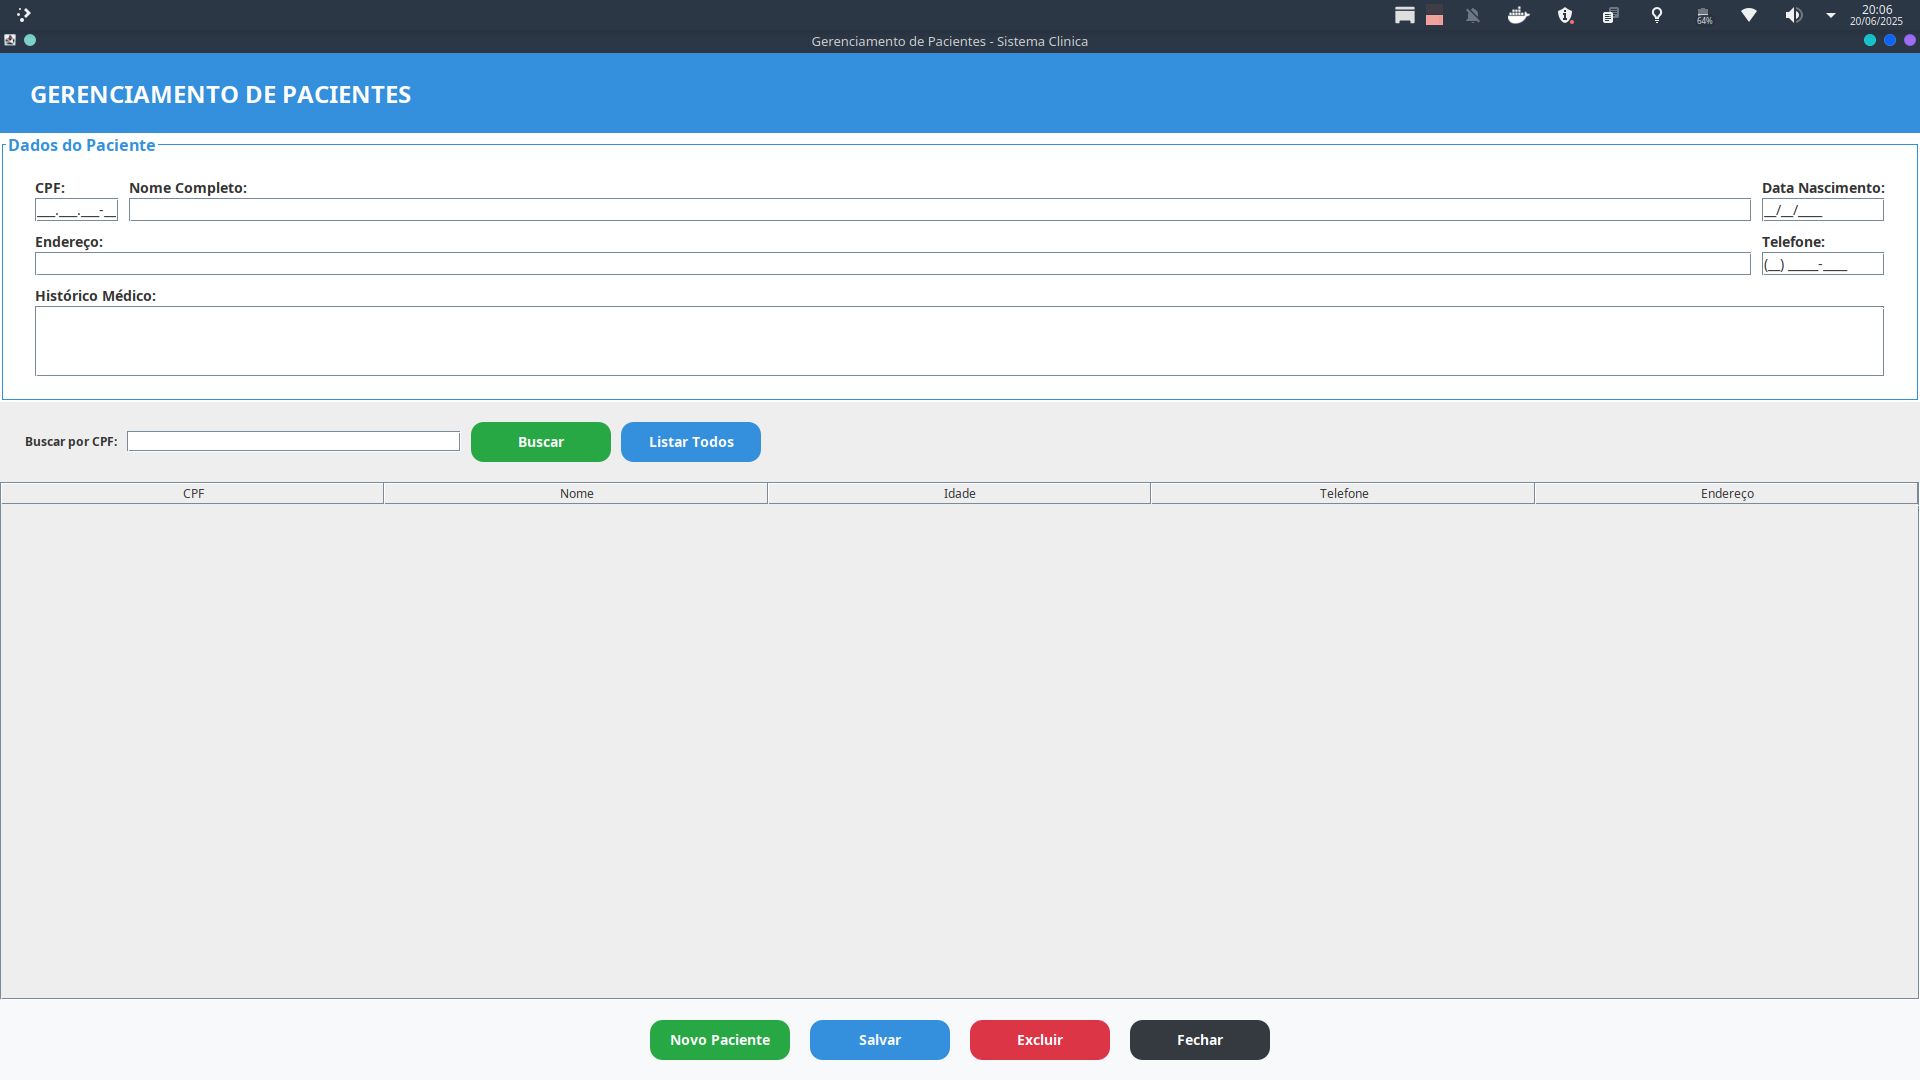 20:06
64%
20/06/2025
Gerenciamento de Pacientes - Sistema Clinica
GERENCIAMENTO DE PACIENTES
Dados do Paciente
CPF: Nome Completo: Data Nascimento:
___.___.___-__ __/__/____
Endereço: Telefone:
(__) _____-____
Histórico Médico:
Buscar por CPF: Buscar Listar Todos
CPF Nome Idade Telefone Endereço
Novo Paciente Salvar Excluir Fechar